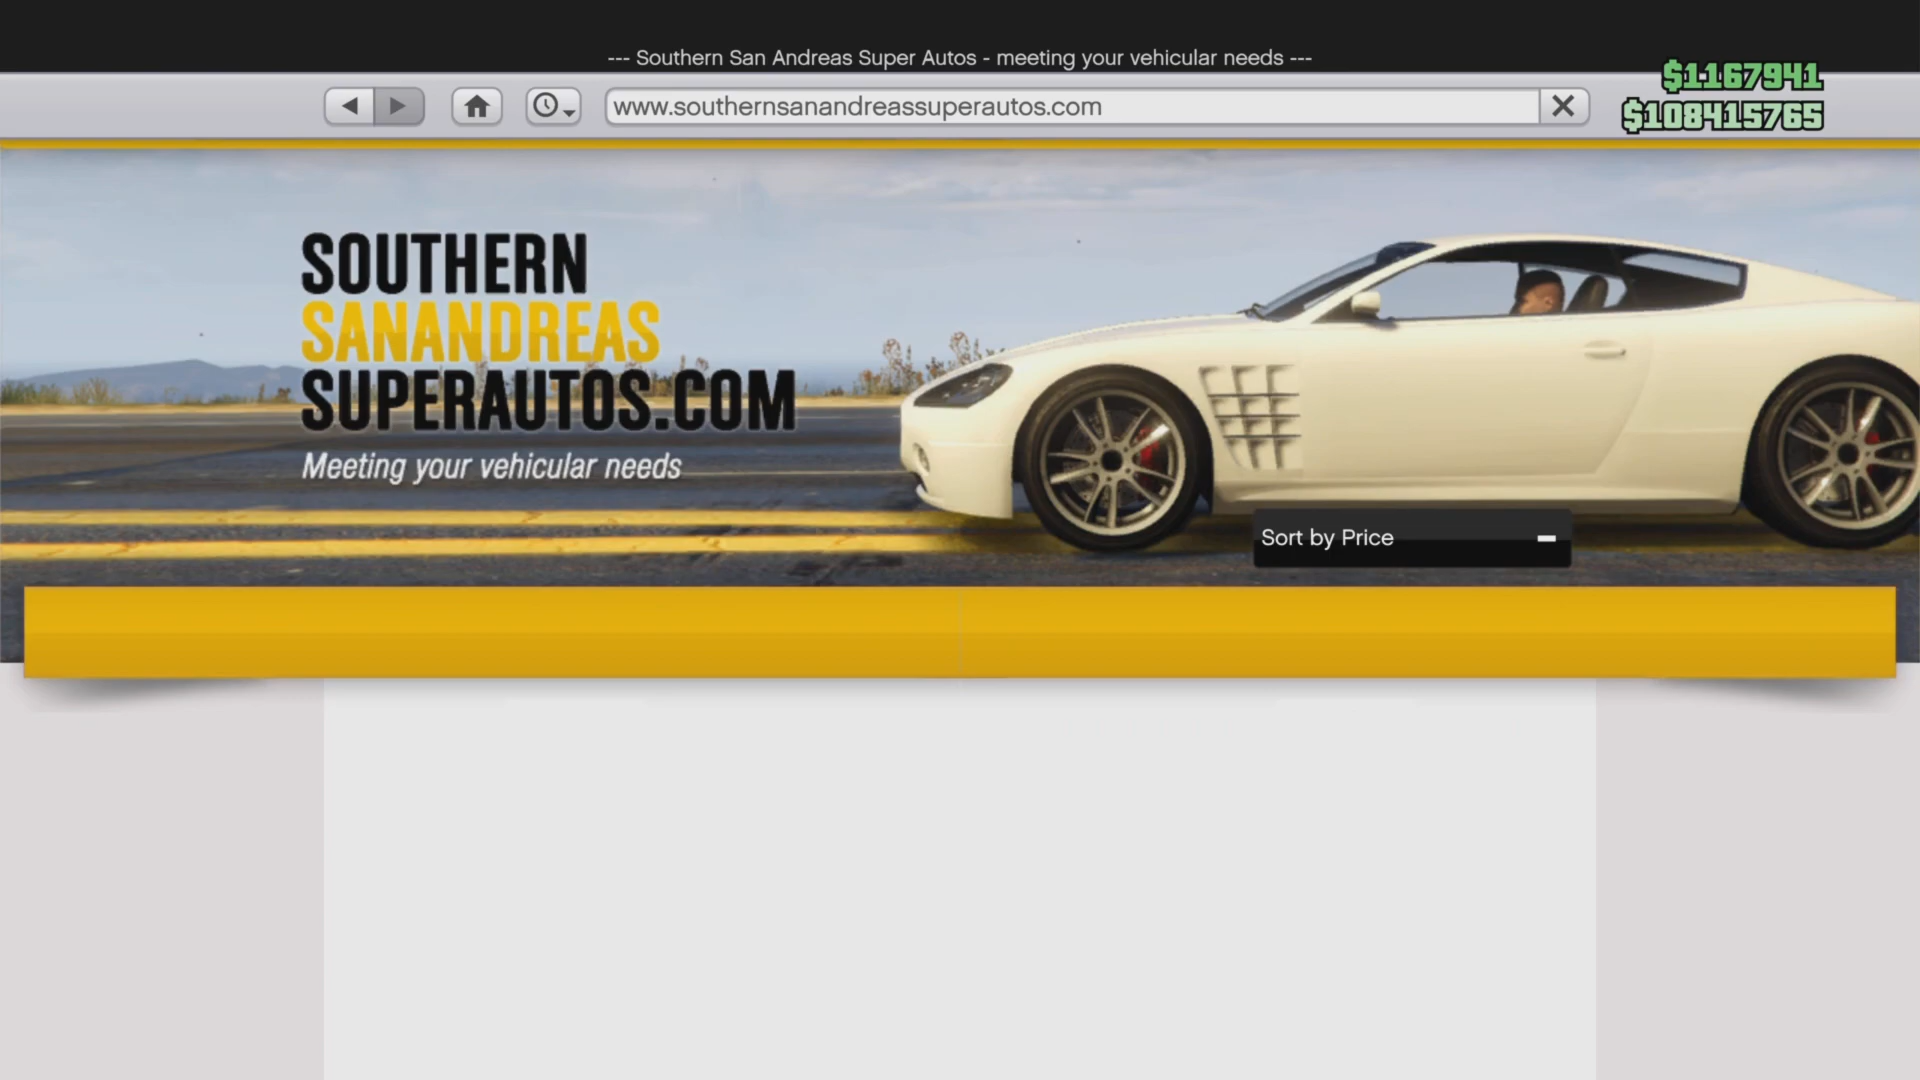 --- Southern San Andreas Super Autos - meeting your vehicular needs ---
www.southernsanandreassuperautos.com
$1167941
$108415765
SOUTHERN
SANANDREAS
SUPERAUTOS.COM
Meeting your vehicular needs
Sort by Price